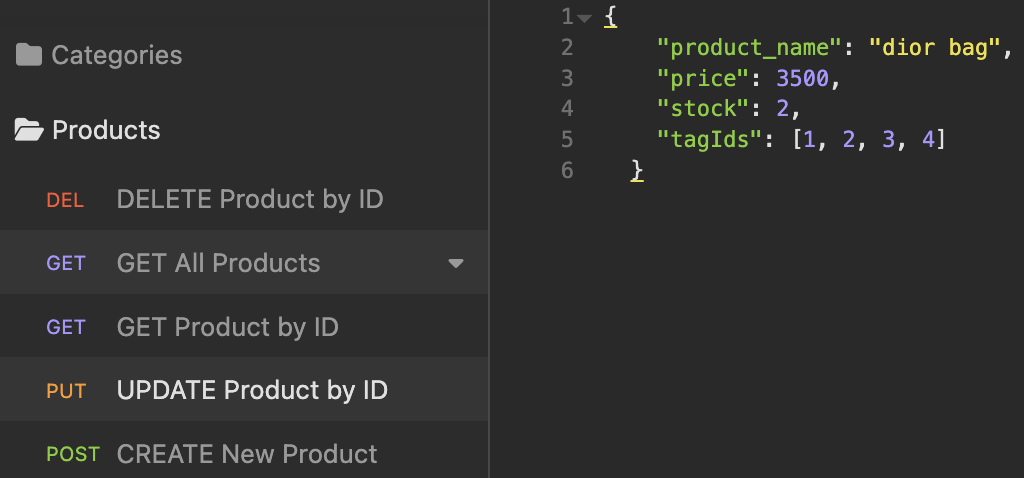 Categories
Products
DEL DELETE Product by ID
GET GET All Products
GET GET Product by ID
PUT UPDATE Product by ID
POST CREATE New Product
1 {
2 "product_name": "dior bag",
3 "price": 3500,
4 "stock": 2,
5 "tagIds": [1, 2, 3, 4]
6 }